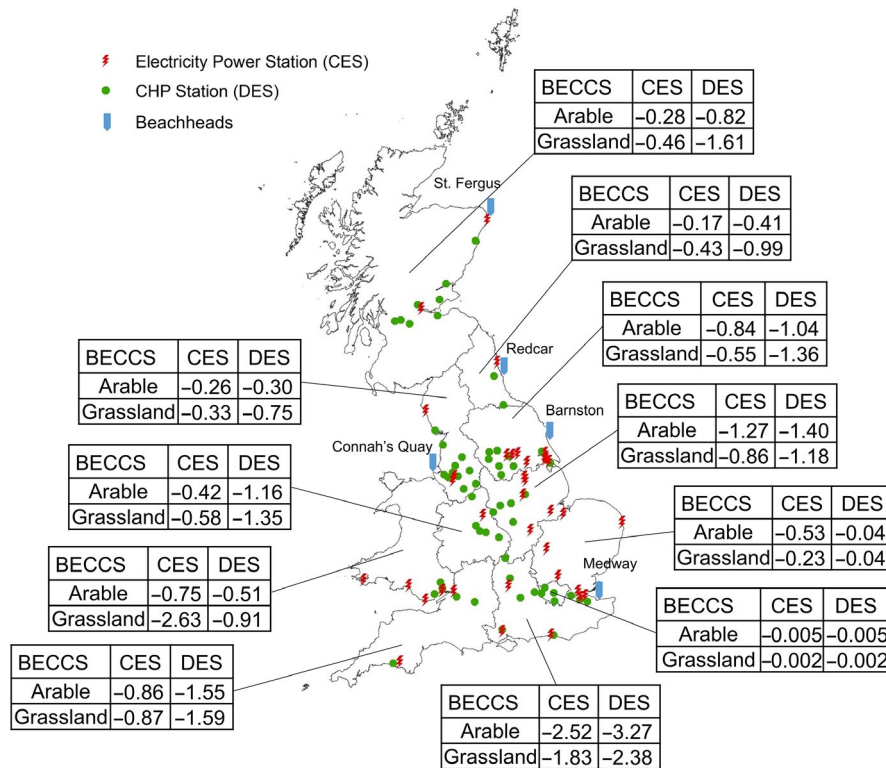 Electricity Power Station (CES)
CHP Station (DES)
Beachheads
BECCS CES DES
Arable −0.28 −0.82
Grassland −0.46 −1.61
St. Fergus
BECCS CES DES
Arable −0.17 −0.41
Grassland −0.43 −0.99
BECCS CES DES
Arable −0.84 −1.04
Grassland −0.55 −1.36
Redcar
BECCS CES DES
Arable −0.26 −0.30
Grassland −0.33 −0.75
BECCS CES DES
Arable −1.27 −1.40
Grassland −0.86 −1.18
Barnston
Connah's Quay
BECCS CES DES
Arable −0.42 −1.16
Grassland −0.58 −1.35
BECCS CES DES
Arable −0.53 −0.04
Grassland −0.23 −0.04
Medway
BECCS CES DES
Arable −0.75 −0.51
Grassland −2.63 −0.91
BECCS CES DES
Arable −0.005 −0.005
Grassland −0.002 −0.002
BECCS CES DES
Arable −0.86 −1.55
Grassland −0.87 −1.59
BECCS CES DES
Arable −2.52 −3.27
Grassland −1.83 −2.38